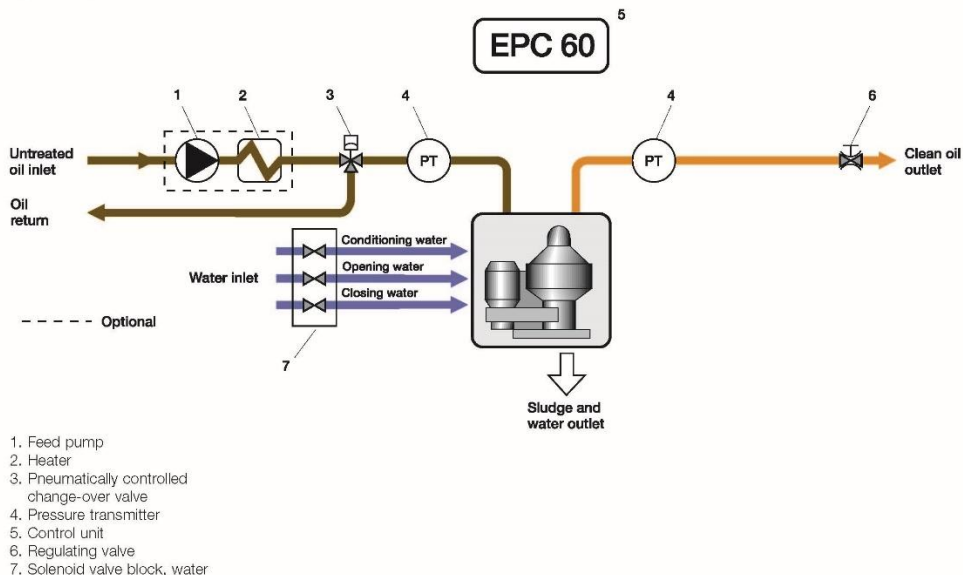 EPC 60
5
1
2
3
4
4
6
Untreated
oil inlet
PT
PT
Clean oil
outlet
Oil
return
Conditioning water
Water inlet
Opening water
Closing water
Optional
7
Sludge and
water outlet
1. Feed pump
2. Heater
3. Pneumatically controlled
change-over valve
4. Pressure transmitter
5. Control unit
6. Regulating valve
7. Solenoid valve block, water